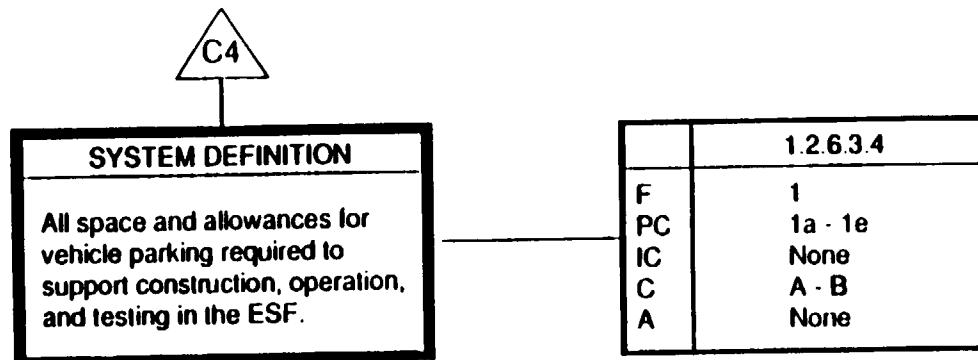 C4
SYSTEM DEFINITION
All space and allowances for
vehicle parking required to
support construction, operation,
and testing in the ESF.
1.2.6.3.4
F 1
PC 1a - 1e
IC None
C A - B
A None